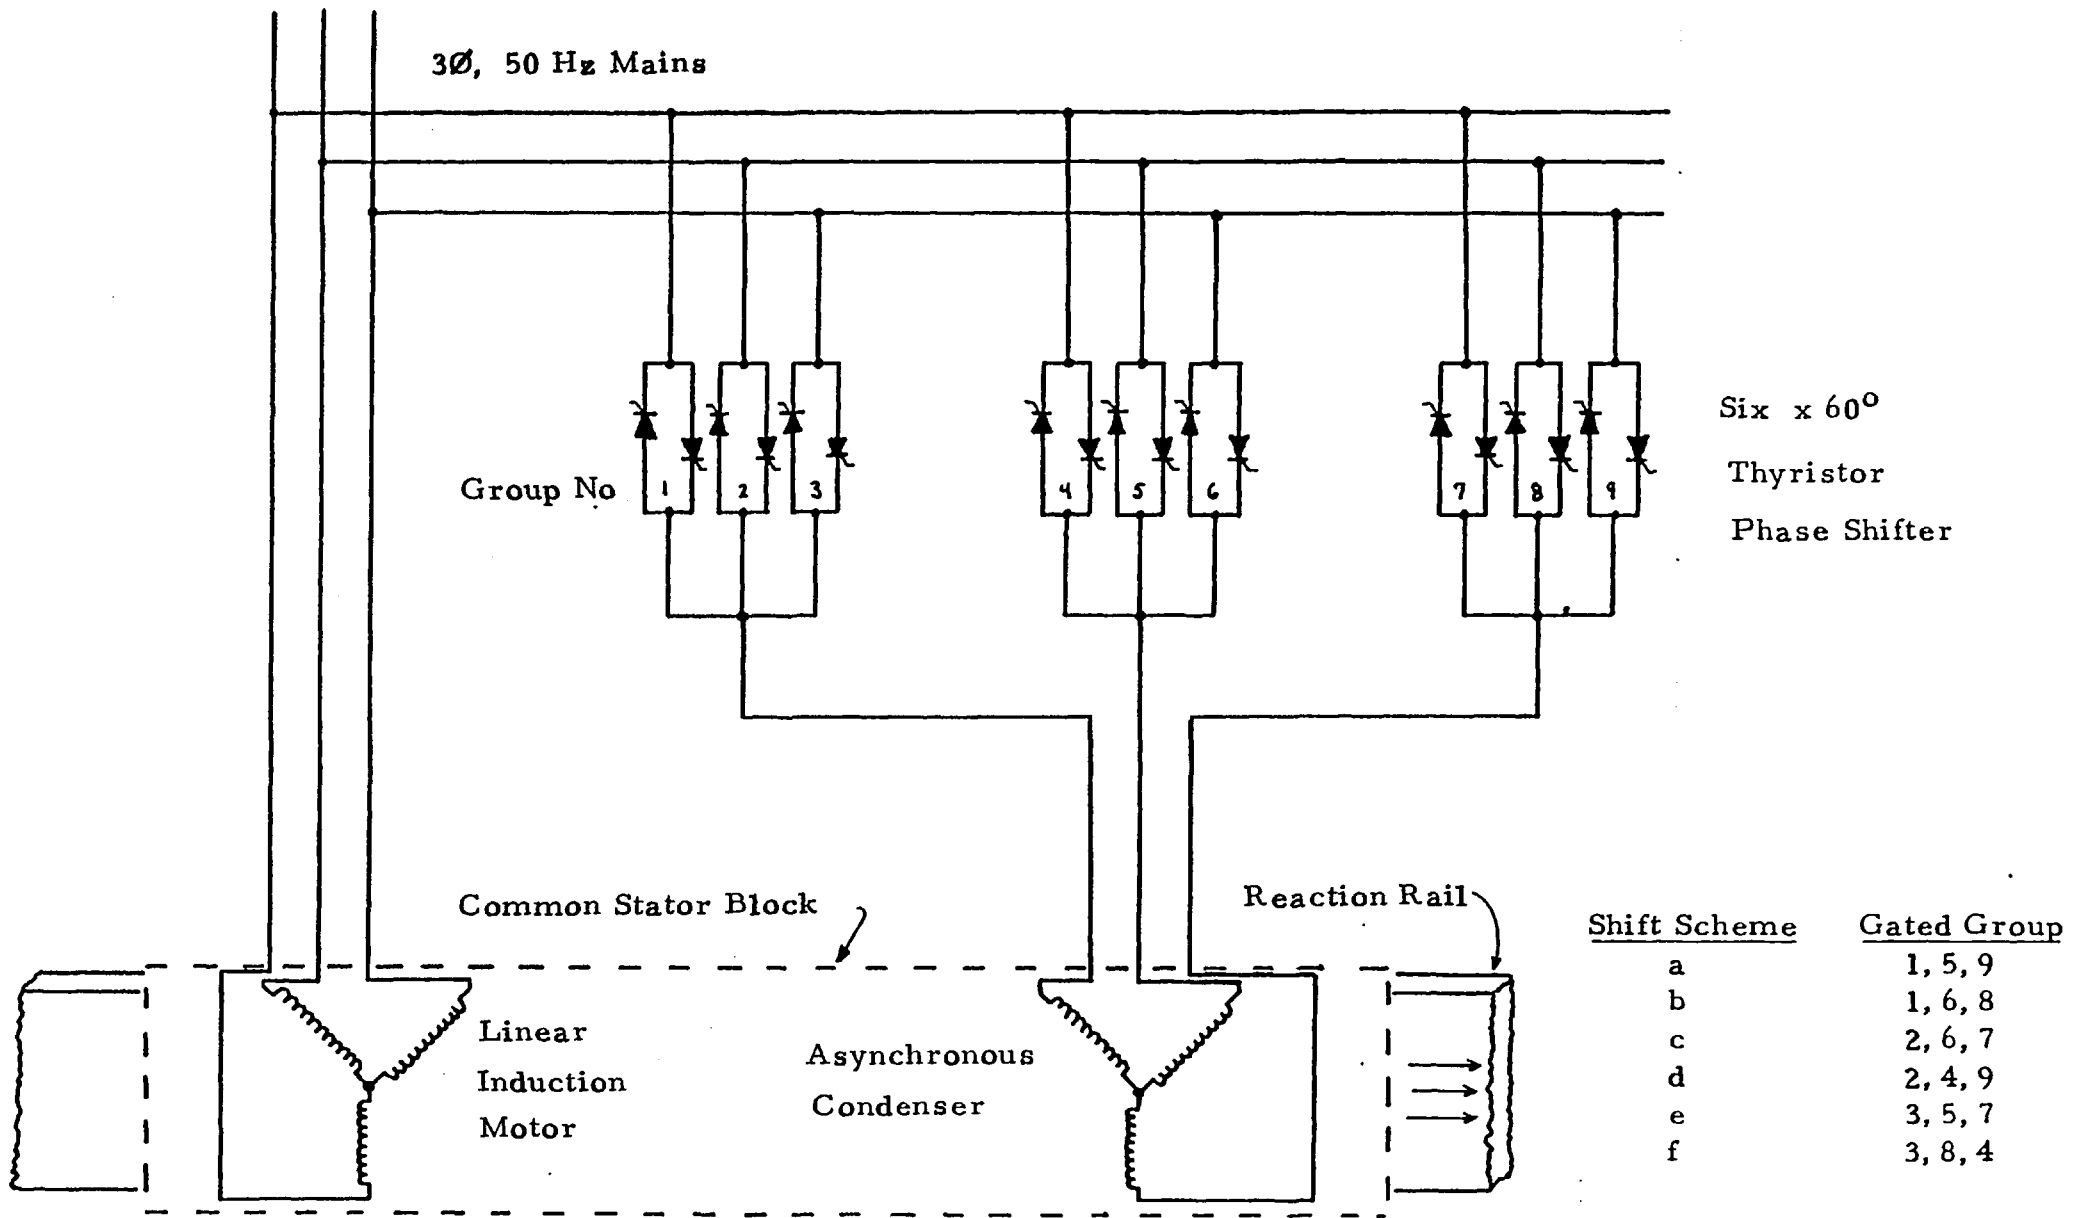 3Ø, 50 Hz Mains
Six x 60°
Thyristor
Phase Shifter
Group No 1 2 3 4 5 6 7 8 9
Common Stator Block
Reaction Rail
Linear
Induction
Motor
Asynchronous
Condenser
Shift Scheme Gated Group
a 1, 5, 9
b 1, 6, 8
c 2, 6, 7
d 2, 4, 9
e 3, 5, 7
f 3, 8, 4